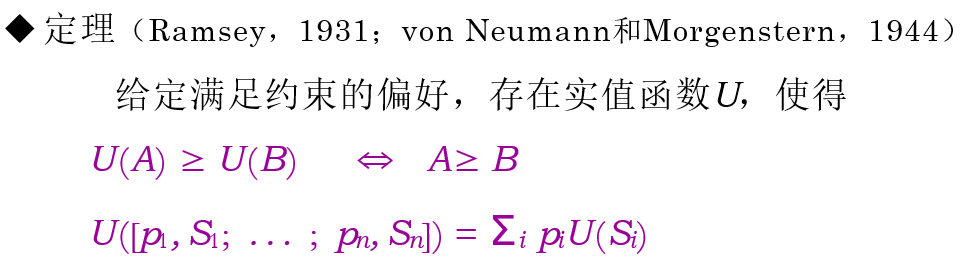 ◆ 定理（Ramsey，1931；von Neumann和Morgenstern，1944）
给定满足约束的偏好，存在实值函数U，使得
U(A) ≥ U(B) ⇔ A≥ B
U([p₁,S₁; ... ; pₙ,Sₙ]) = Σᵢ pᵢU(Sᵢ)